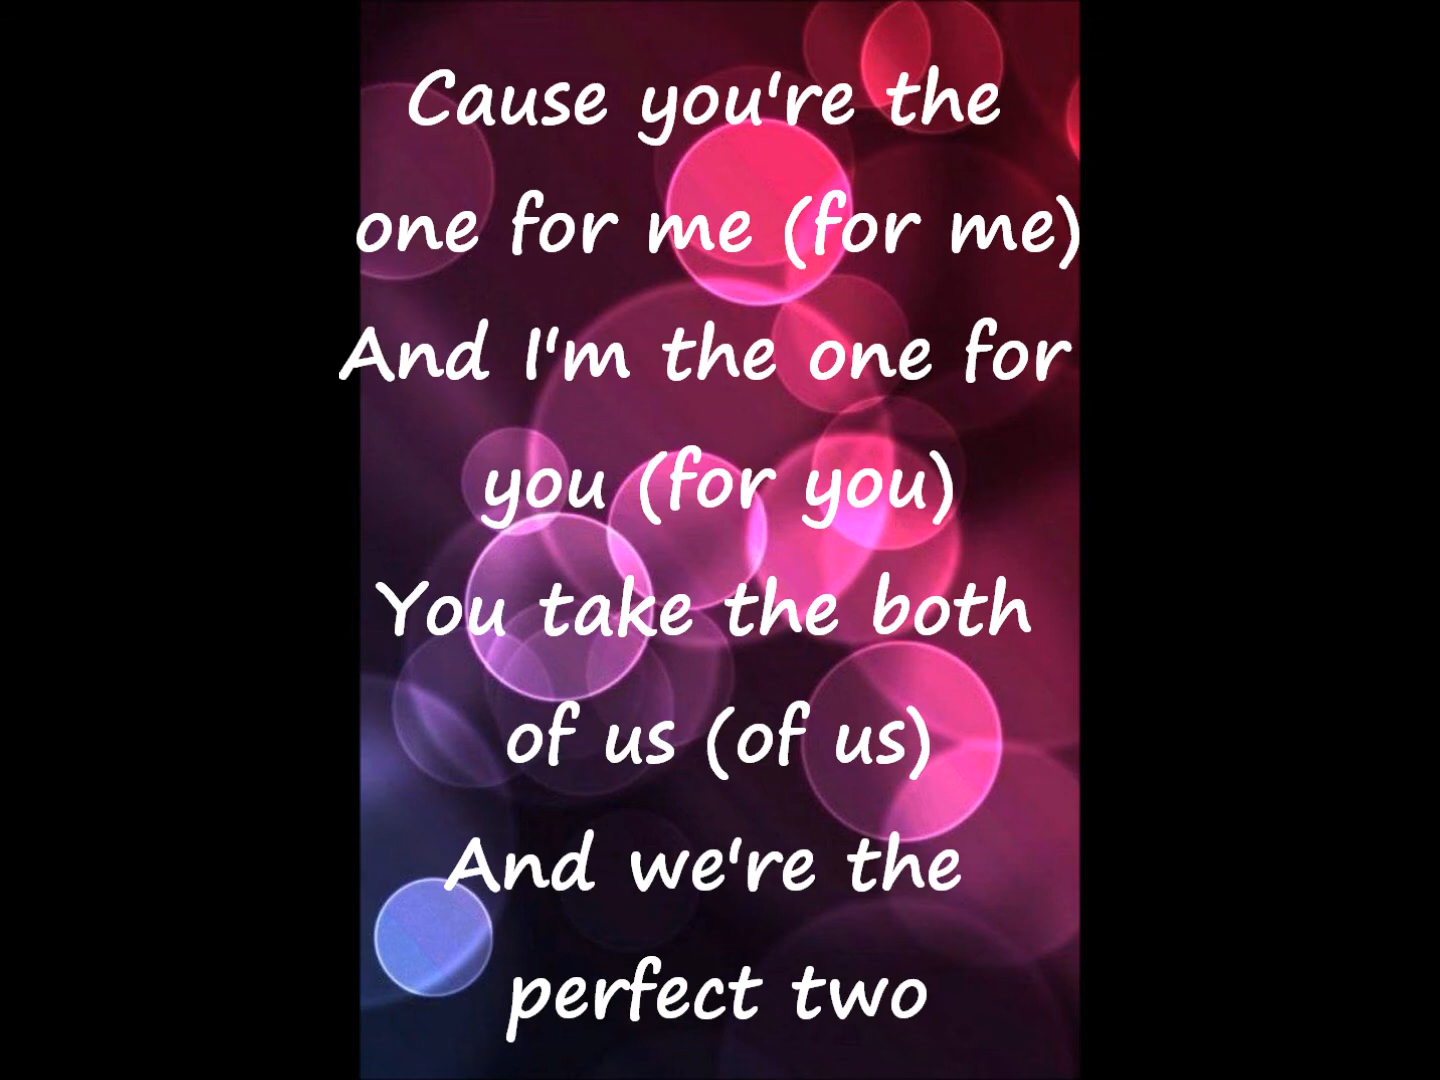 Cause you're the
one for me (for me)
And I'm the one for
you (for you)
You take the both
of us (of us)
And we're the
perfect two